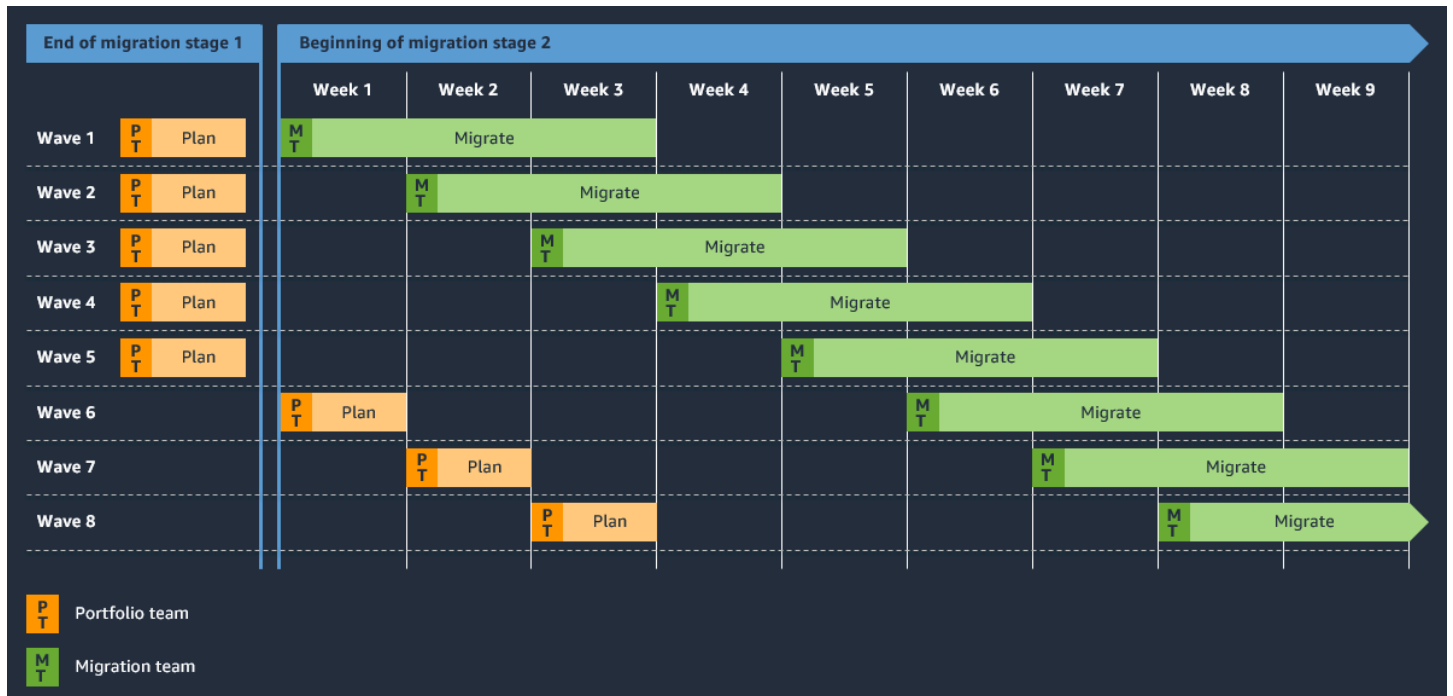 End of migration stage 1 Beginning of migration stage 2
Week 1 Week 2 Week 3 Week 4 Week 5 Week 6 Week 7 Week 8 Week 9
Wave 1 PT Plan MT Migrate
Wave 2 PT Plan MT Migrate
Wave 3 PT Plan MT Migrate
Wave 4 PT Plan MT Migrate
Wave 5 PT Plan MT Migrate
Wave 6 PT Plan MT Migrate
Wave 7 PT Plan MT Migrate
Wave 8 PT Plan MT Migrate
PT Portfolio team
MT Migration team